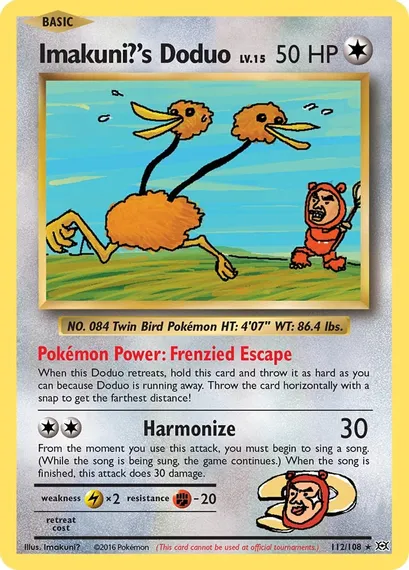 BASIC
Imakuni?'s Doduo LV.15 50 HP
NO. 084 Twin Bird Pokémon HT: 4'07" WT: 86.4 lbs.
Pokémon Power: Frenzied Escape
When this Doduo retreats, hold this card and throw it as hard as you
can because Doduo is running away. Throw the card horizontally with
a snap to get the farthest distance!
Harmonize 30
From the moment you use this attack, you must begin to sing a song.
(While the song is being sung, the game continues.) When the song is
finished, this attack does 30 damage.
weakness ×2 resistance -20
retreat
cost
Illus. Imakuni? ©2016 Pokémon (This card cannot be used at official tournaments.) 112/108 ★